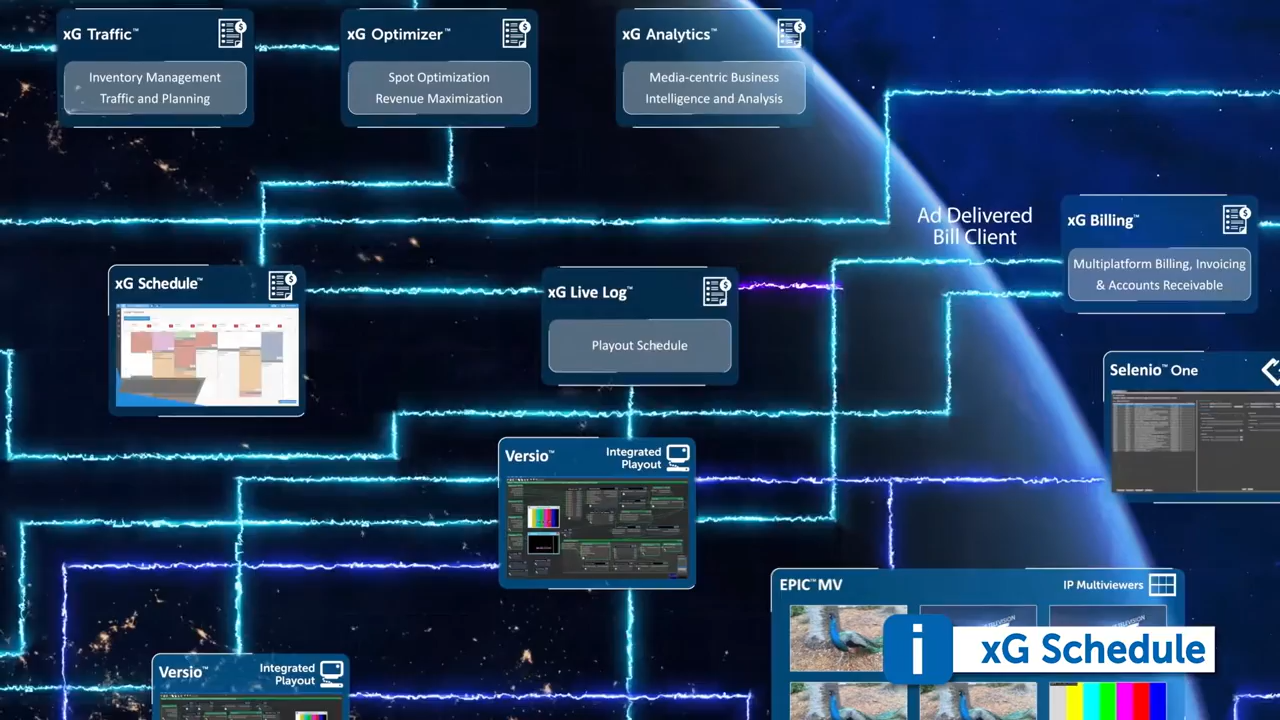 xG Traffic™
Inventory Management
Traffic and Planning
xG Optimizer™
Spot Optimization
Revenue Maximization
xG Analytics™
Media-centric Business
Intelligence and Analysis
Ad Delivered
Bill Client
xG Billing™
Multiplatform Billing, Invoicing
& Accounts Receivable
xG Schedule™
xG Live Log™
Playout Schedule
Selenio™ One
Versio™
Integrated
Playout
EPIC™ MV
IP Multiviewers
i
xG Schedule
Versio™
Integrated
Playout